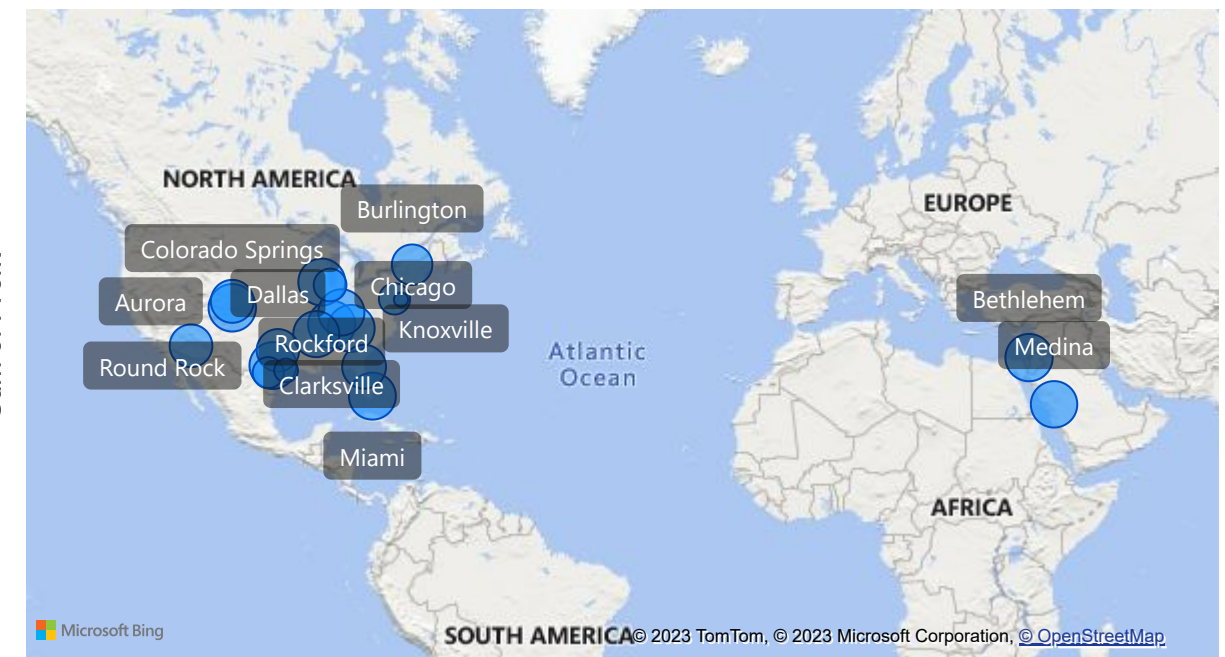 NORTH AMERICA
Burlington
EUROPE
Colorado Springs
Chicago
Dallas
Aurora
Bethlehem
Knoxville
Rockford
Medina
Atlantic
Ocean
Round Rock
Clarksville
Miami
AFRICA
Microsoft Bing
SOUTH AMERICA
© 2023 TomTom, © 2023 Microsoft Corporation, © OpenStreetMap